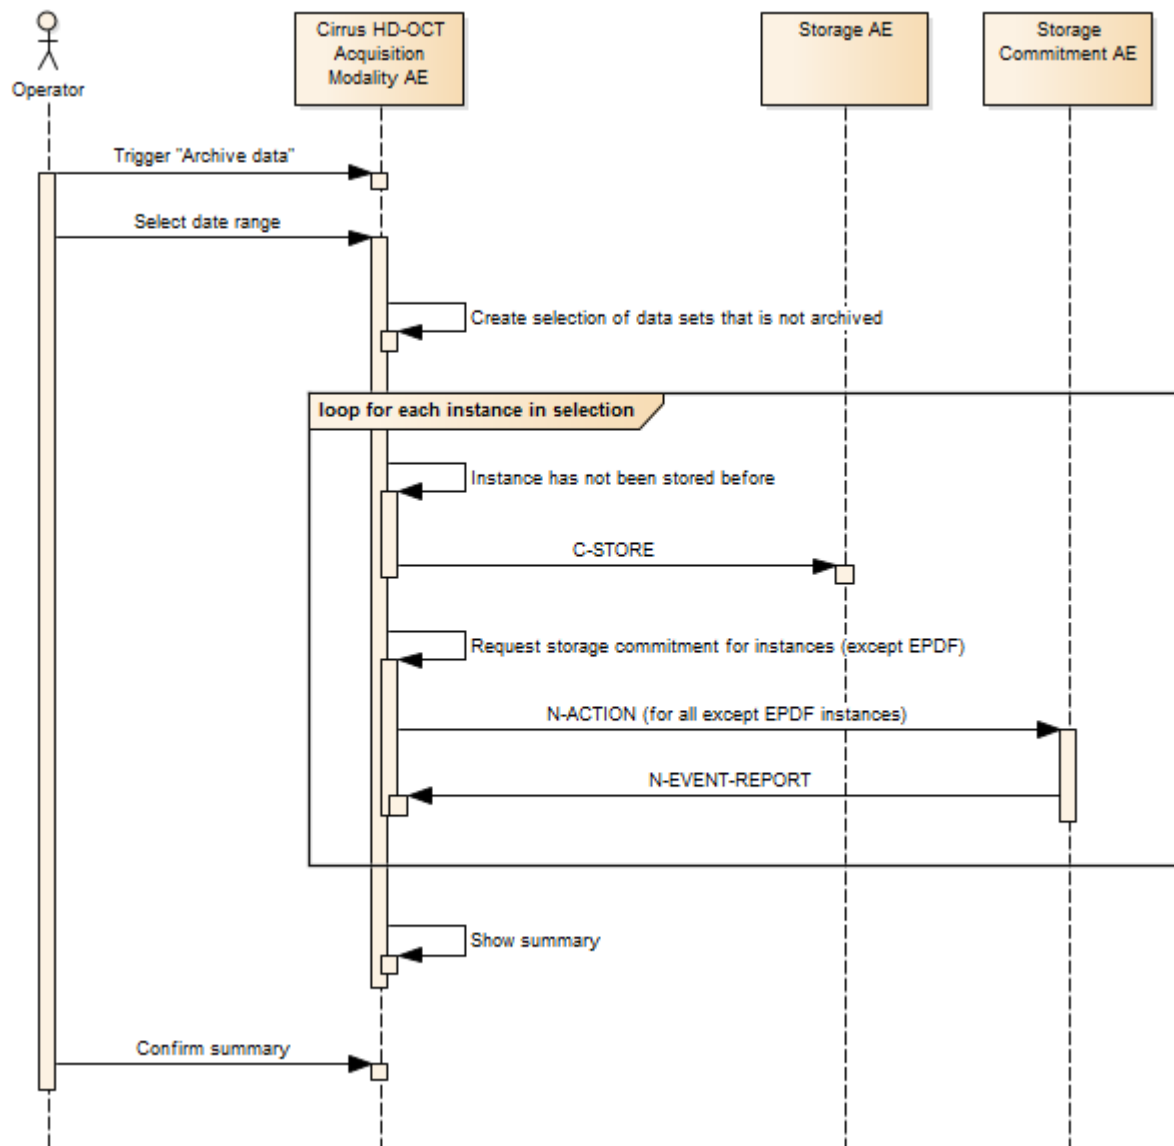 Operator
Cirrus HD-OCT
Acquisition
Modality AE
Storage AE
Storage
Commitment AE
Trigger "Archive data"
Select date range
Create selection of data sets that is not archived
loop for each instance in selection
Instance has not been stored before
C-STORE
Request storage commitment for instances (except EPDF)
N-ACTION (for all except EPDF instances)
N-EVENT-REPORT
Show summary
Confirm summary